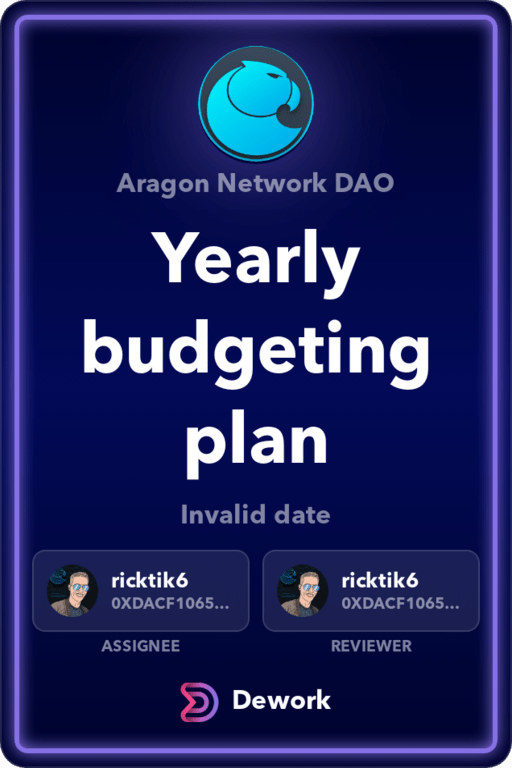 Aragon Network DAO
Yearly
budgeting
plan
Invalid date
ricktik6
0XDACF1065...
ricktik6
0XDACF1065...
ASSIGNEE
REVIEWER
Dework